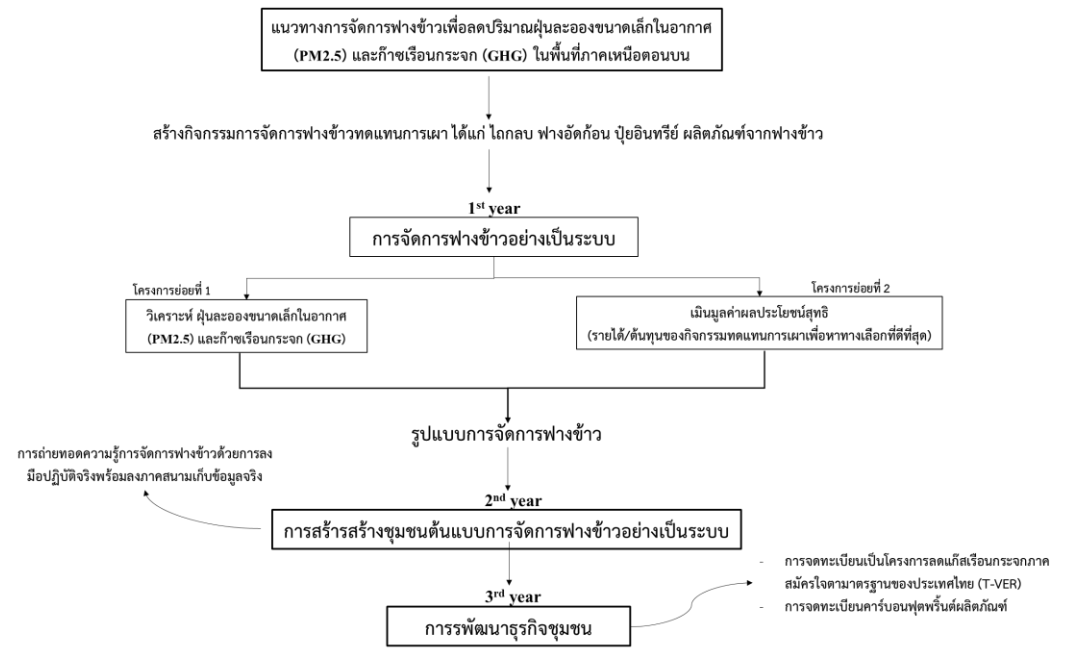 แนวทางการจัดการฟางข้าวเพื่อลดปริมาณฝุ่นละอองขนาดเล็กในอากาศ
(PM2.5) และก๊าซเรือนกระจก (GHG) ในพื้นที่ภาคเหนือตอนบน
สร้างกิจกรรมการจัดการฟางข้าวทดแทนการเผา ได้แก่ ไถกลบ ฟางอัดก้อน ปุ๋ยอินทรีย์ ผลิตภัณฑ์จากฟางข้าว
1st year
การจัดการฟางข้าวอย่างเป็นระบบ
โครงการย่อยที่ 1
วิเคราะห์ ฝุ่นละอองขนาดเล็กในอากาศ
(PM2.5) และก๊าซเรือนกระจก (GHG)
โครงการย่อยที่ 2
เมินมูลค่าผลประโยชน์สุทธิ
(รายได้/ต้นทุนของกิจกรรมทดแทนการเผาเพื่อหาทางเลือกที่ดีที่สุด)
รูปแบบการจัดการฟางข้าว
การถ่ายทอดความรู้การจัดการฟางข้าวด้วยการลง
มือปฏิบัติจริงพร้อมลงภาคสนามเก็บข้อมูลจริง
2nd year
การสร้ารสร้างชุมชนต้นแบบการจัดการฟางข้าวอย่างเป็นระบบ
3rd year
การรพัฒนาธุรกิจชุมชน
- การจดทะเบียนเป็นโครงการลดแก๊สเรือนกระจกภาค
สมัครใจตามาตรฐานของประเทศไทย (T-VER)
- การจดทะเบียนคาร์บอนฟุตพริ้นต์ผลิตภัณฑ์